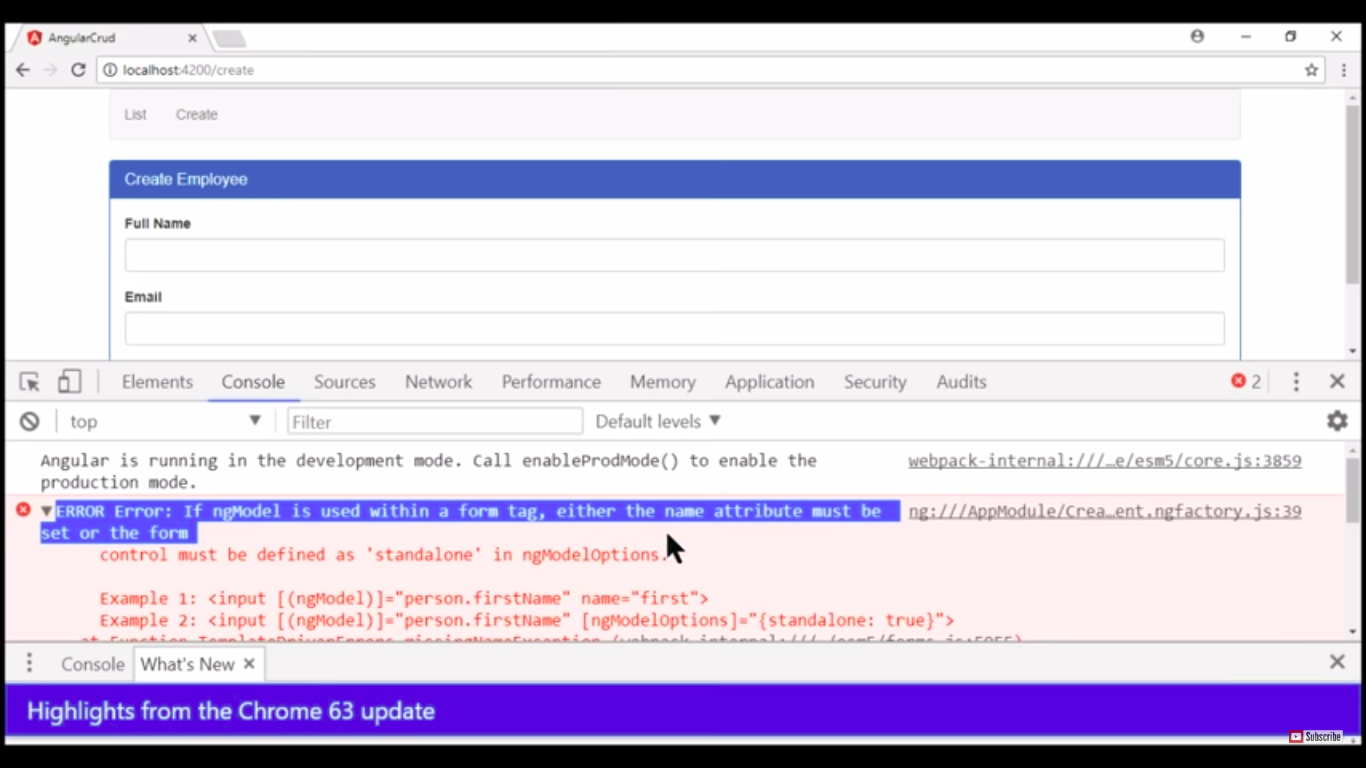 AngularCrud
localhost:4200/create
List Create
Create Employee
Full Name
Email
Elements Console Sources Network Performance Memory Application Security Audits 2
top Filter Default levels
Angular is running in the development mode. Call enableProdMode() to enable the webpack-internal:///…e/esm5/core.js:3859
production mode.
ERROR Error: If ngModel is used within a form tag, either the name attribute must be ng:///AppModule/Crea…ent.ngfactory.js:39
set or the form
control must be defined as 'standalone' in ngModelOptions.
Example 1: <input [(ngModel)]="person.firstName" name="first">
Example 2: <input [(ngModel)]="person.firstName" [ngModelOptions]="{standalone: true}">
at Function TemplateDrivenErrors missingNameException
Console What's New
Highlights from the Chrome 63 update
Subscribe